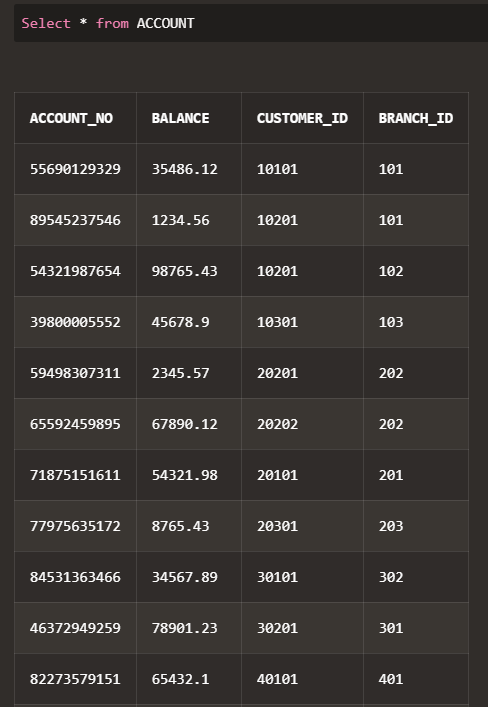 Select * from ACCOUNT
ACCOUNT_NO BALANCE CUSTOMER_ID BRANCH_ID
55690129329 35486.12 10101 101
89545237546 1234.56 10201 101
54321987654 98765.43 10201 102
39800005552 45678.9 10301 103
59498307311 2345.57 20201 202
65592459895 67890.12 20202 202
71875151611 54321.98 20101 201
77975635172 8765.43 20301 203
84531363466 34567.89 30101 302
46372949259 78901.23 30201 301
82273579151 65432.1 40101 401